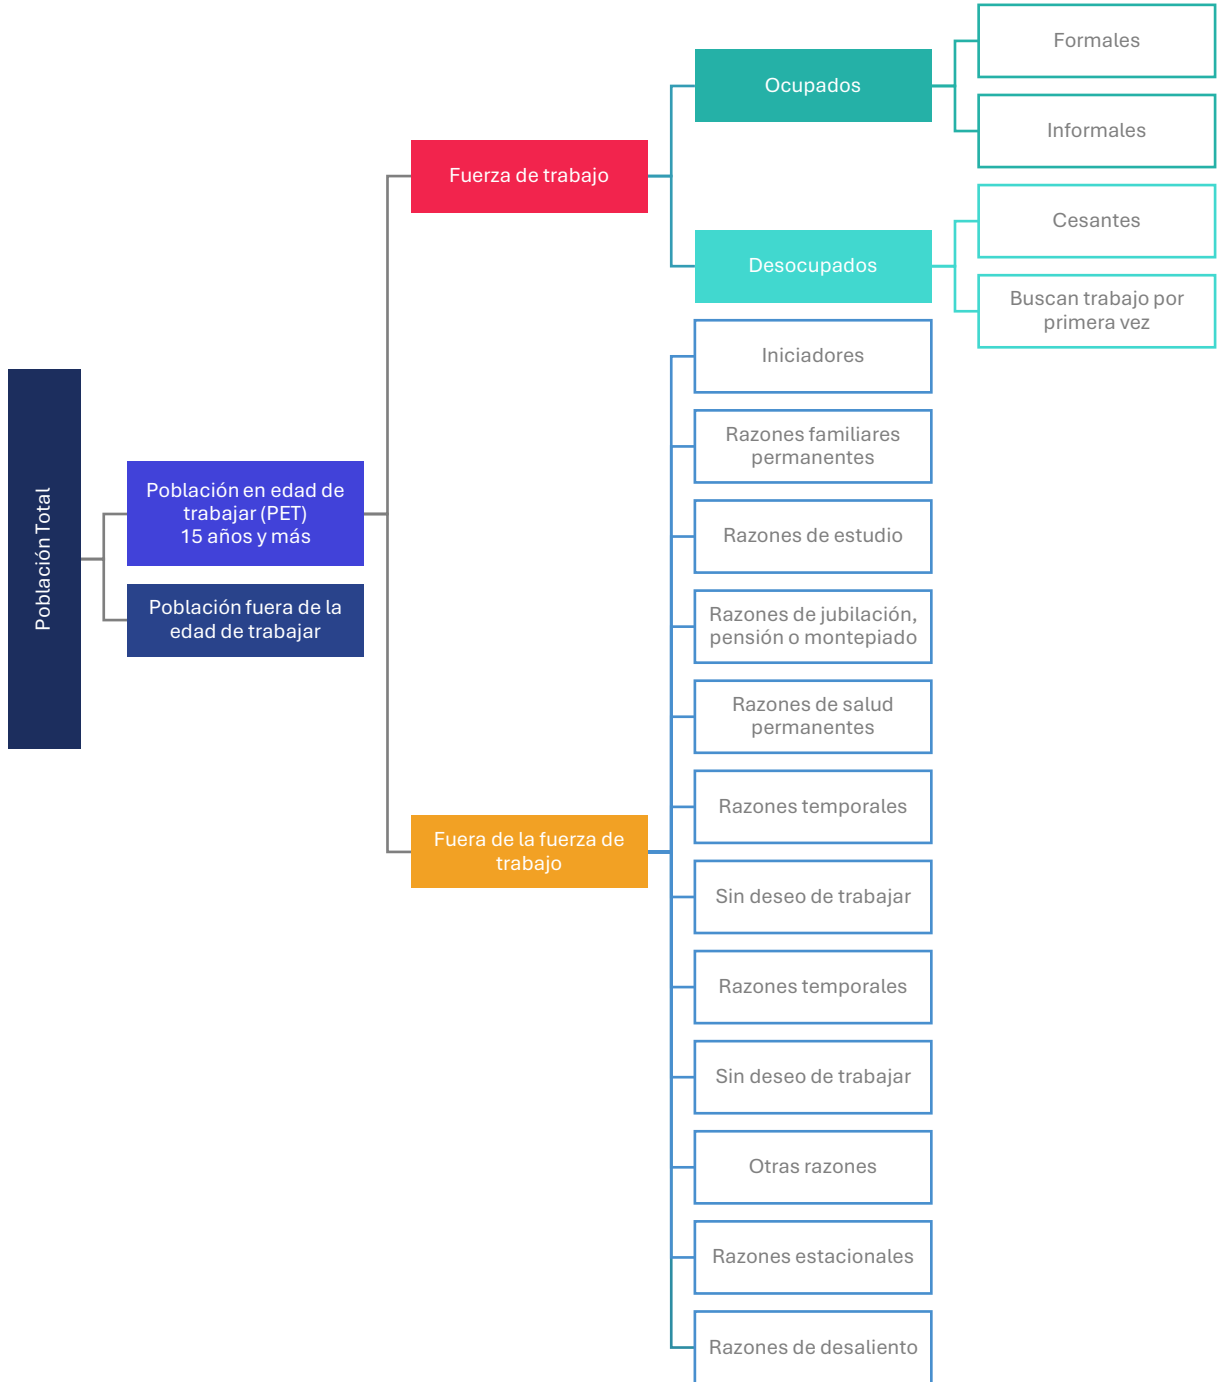 Población Total
Población en edad de
trabajar (PET)
15 años y más
Población fuera de la
edad de trabajar
Fuerza de trabajo
Ocupados
Formales
Informales
Desocupados
Cesantes
Buscan trabajo por
primera vez
Fuera de la fuerza de
trabajo
Iniciadores
Razones familiares
permanentes
Razones de estudio
Razones de jubilación,
pensión o montepiado
Razones de salud
permanentes
Razones temporales
Sin deseo de trabajar
Razones temporales
Sin deseo de trabajar
Otras razones
Razones estacionales
Razones de desaliento